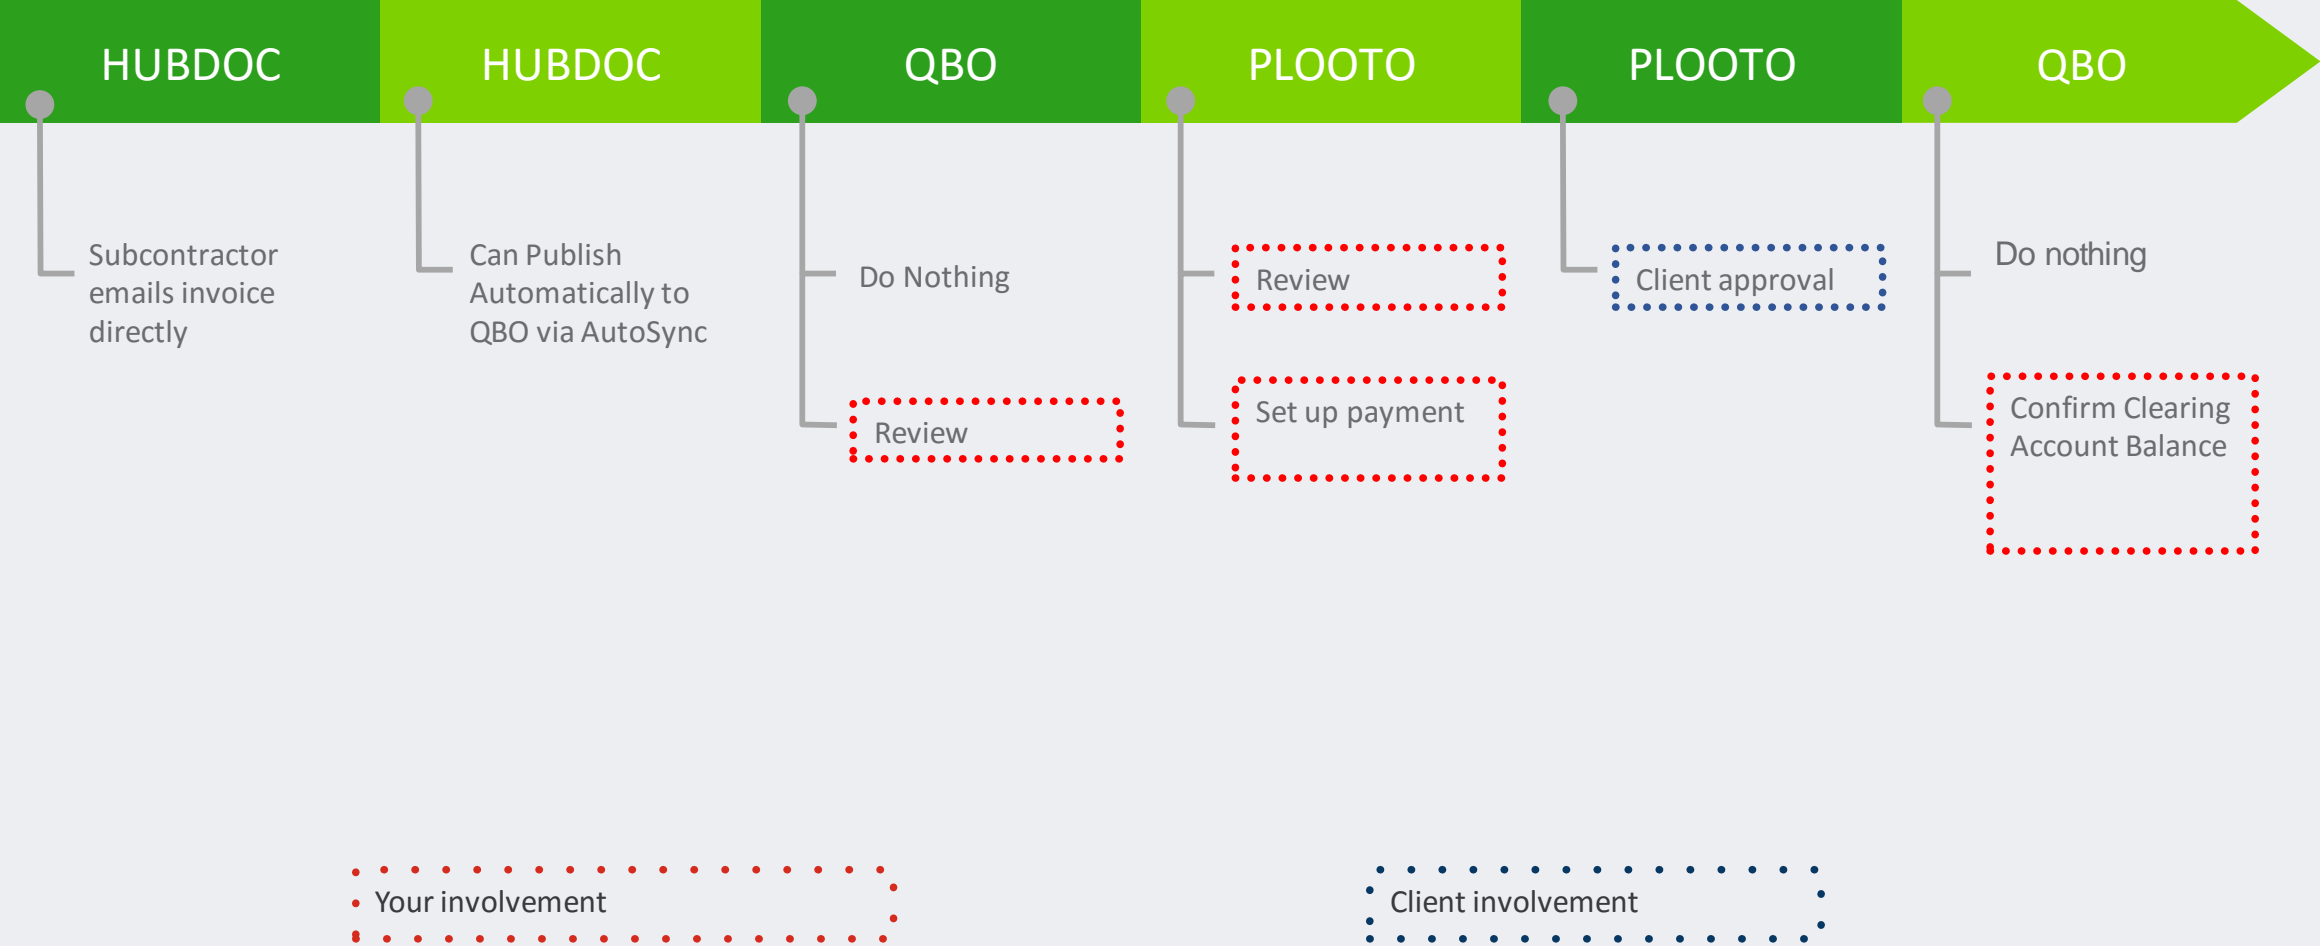 HUBDOC
HUBDOC
QBO
PLOOTO
PLOOTO
QBO
Subcontractor
emails invoice
directly
Can Publish
Automatically to
QBO via AutoSync
Do Nothing
Review
Review
Set up payment
Client approval
Do nothing
Confirm Clearing
Account Balance
Your involvement
Client involvement